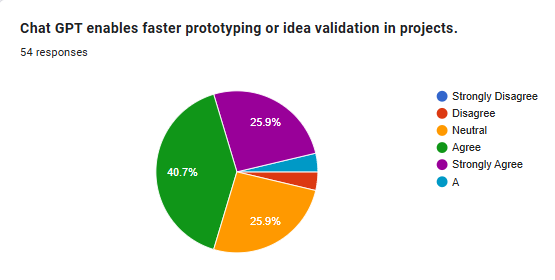 Chat GPT enables faster prototyping or idea validation in projects.
54 responses
25.9%
40.7%
25.9%
Strongly Disagree
Disagree
Neutral
Agree
Strongly Agree
A